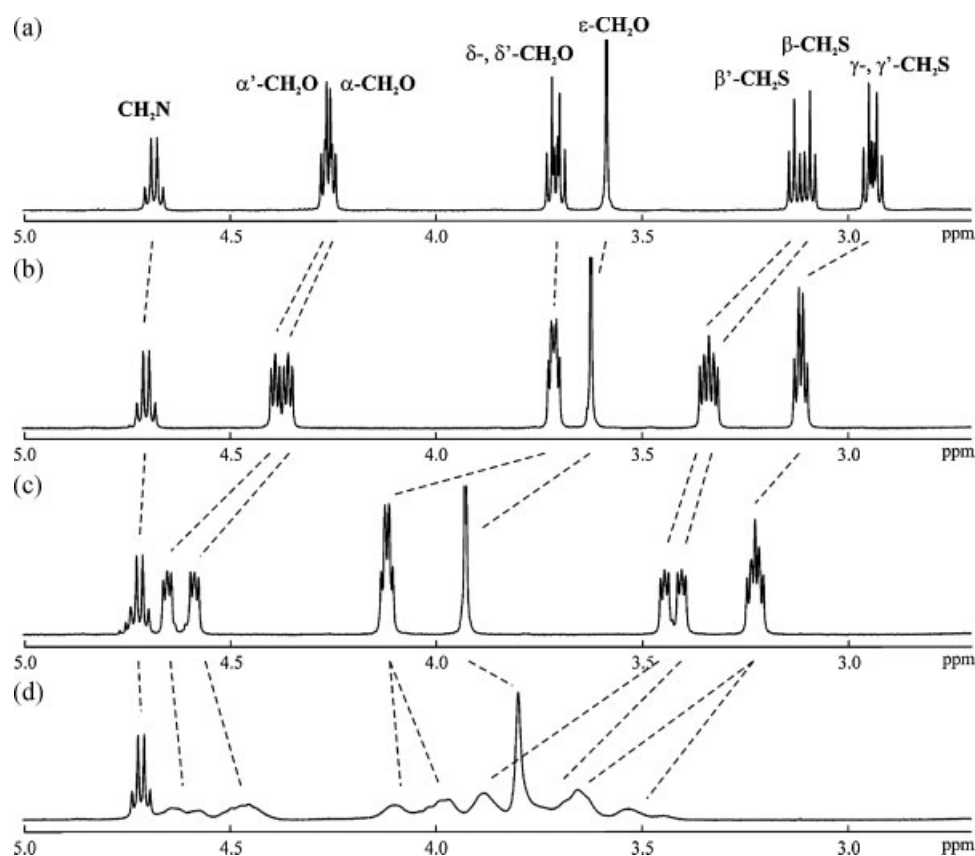 (a)
ε-CH₂O
β-CH₂S
δ-, δ'-CH₂O
β'-CH₂S
γ-, γ'-CH₂S
α'-CH₂O α-CH₂O
CH₂N
5.0 4.5 4.0 3.5 3.0 ppm
(b)
5.0 4.5 4.0 3.5 3.0 ppm
(c)
5.0 4.5 4.0 3.5 3.0 ppm
(d)
5.0 4.5 4.0 3.5 3.0 ppm